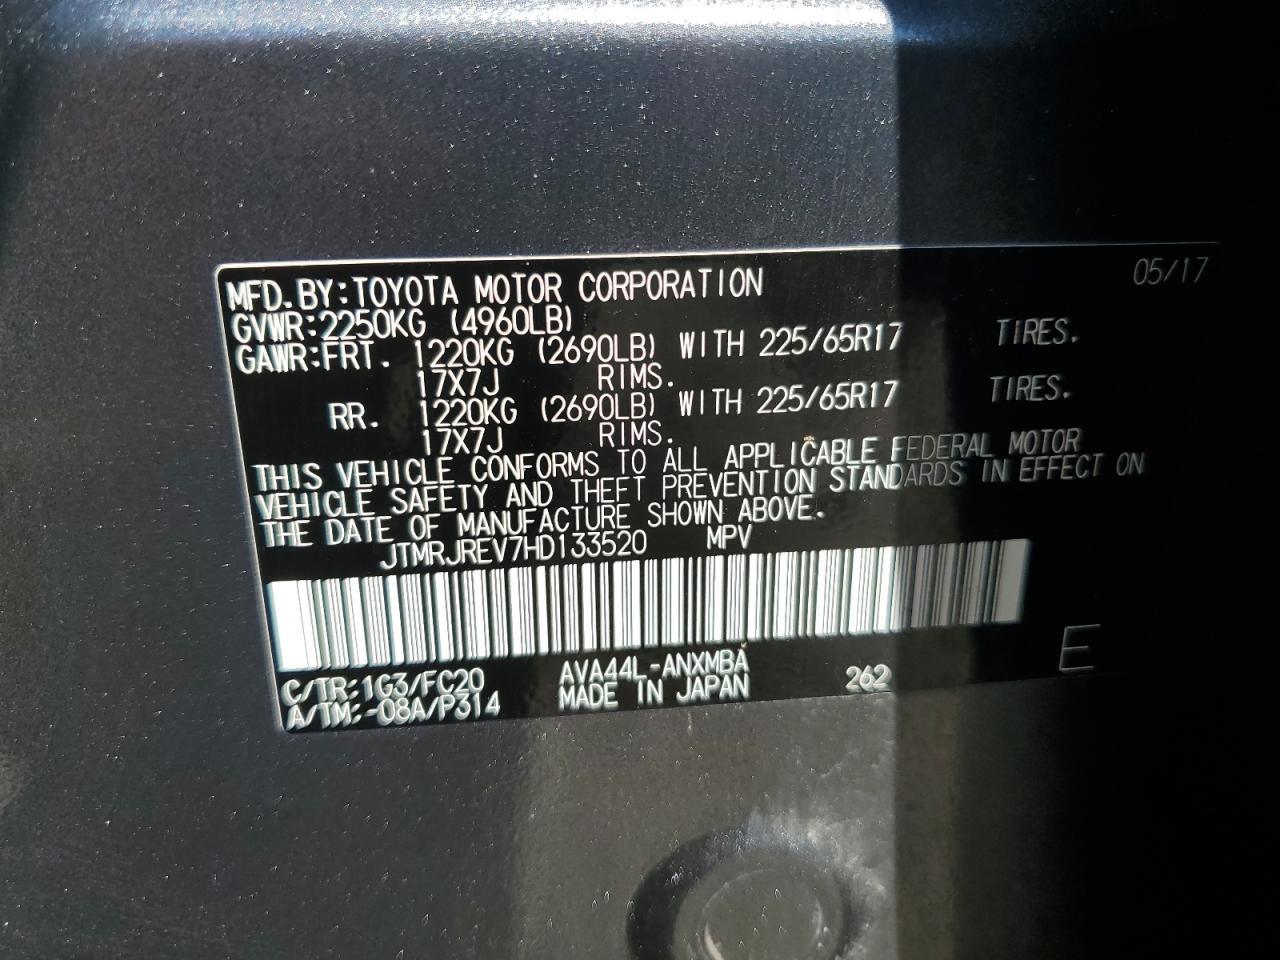 MFD.BY:TOYOTA MOTOR CORPORATION 05/17
GVWR:2250KG (4960LB)
GAWR:FRT. 1220KG (2690LB) WITH 225/65R17 TIRES.
17X7J RIMS.
RR. 1220KG (2690LB) WITH 225/65R17 TIRES.
17X7J RIMS.
THIS VEHICLE CONFORMS TO ALL APPLICABLE FEDERAL MOTOR
VEHICLE SAFETY AND THEFT PREVENTION STANDARDS IN EFFECT ON
THE DATE OF MANUFACTURE SHOWN ABOVE.
JTMRJREV7HD133520 MPV
C/TR:1G3/FC20 AVA44L-ANXMBA 262 E
A/TM:-08A/P314 MADE IN JAPAN